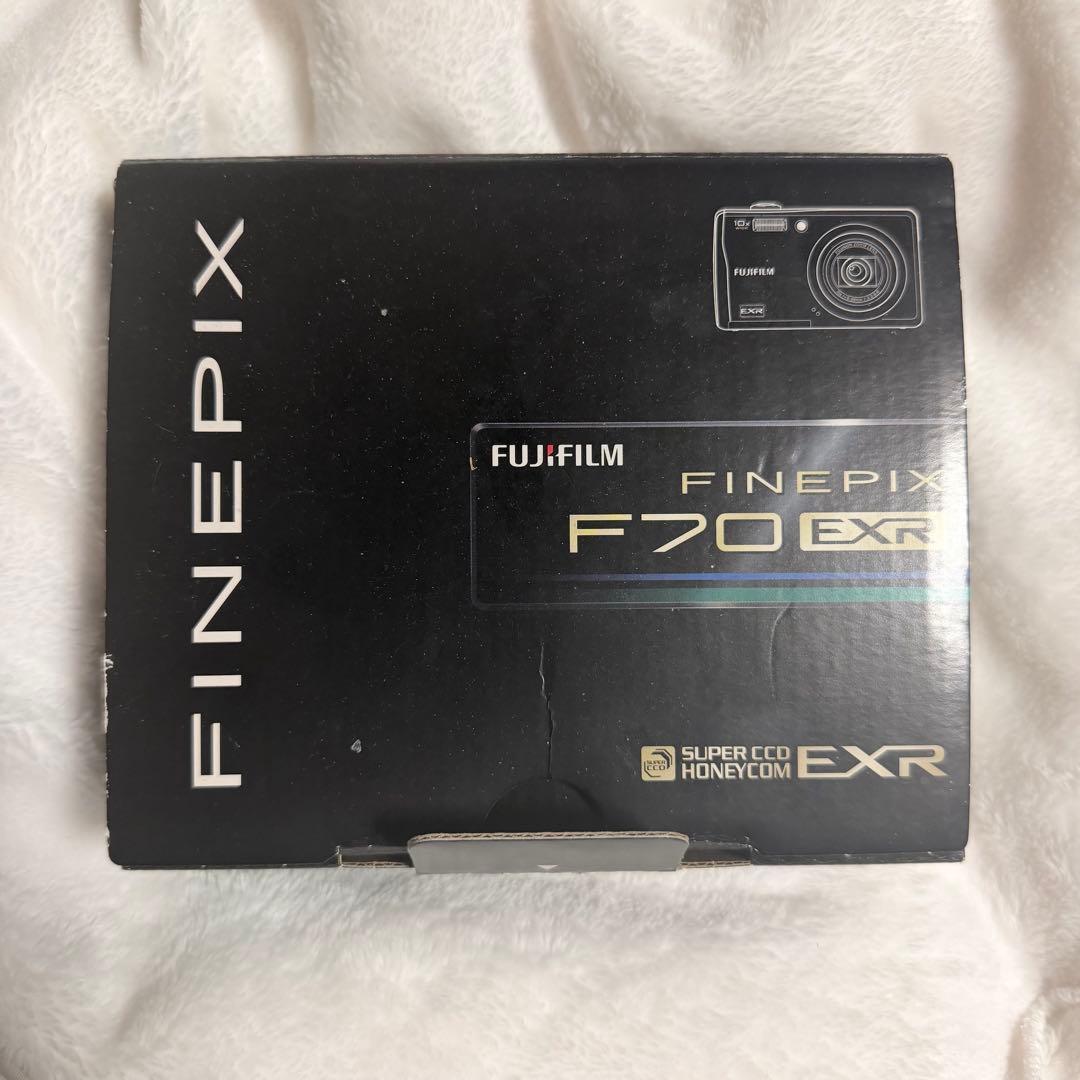 FINEPIX
10x
FUJIFILM
EXR
FUJIFILM
FINEPIX
F70 EXR
SUPER
CCD
SUPER CCD
HONEYCOM EXR